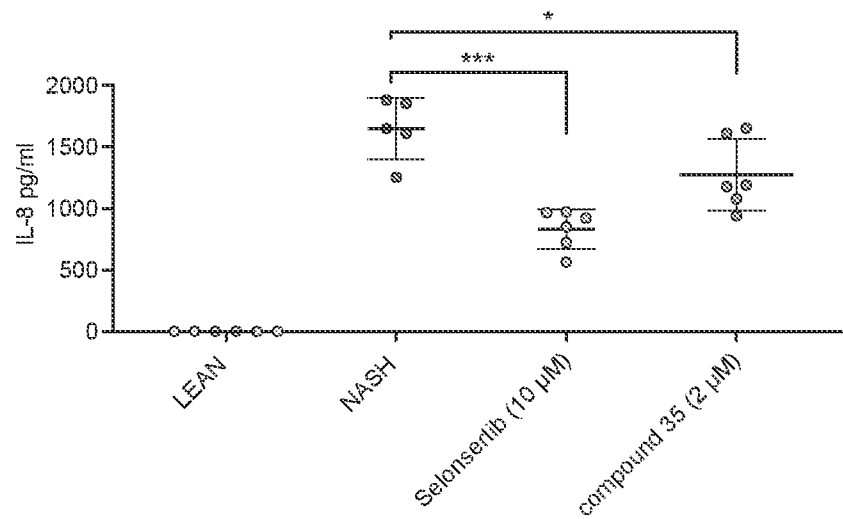 *
***
2000
1500
1000
500
0
IL-8 pg/ml
LEAN
NASH
Selonsertib (10 µM)
compound 35 (2 µM)